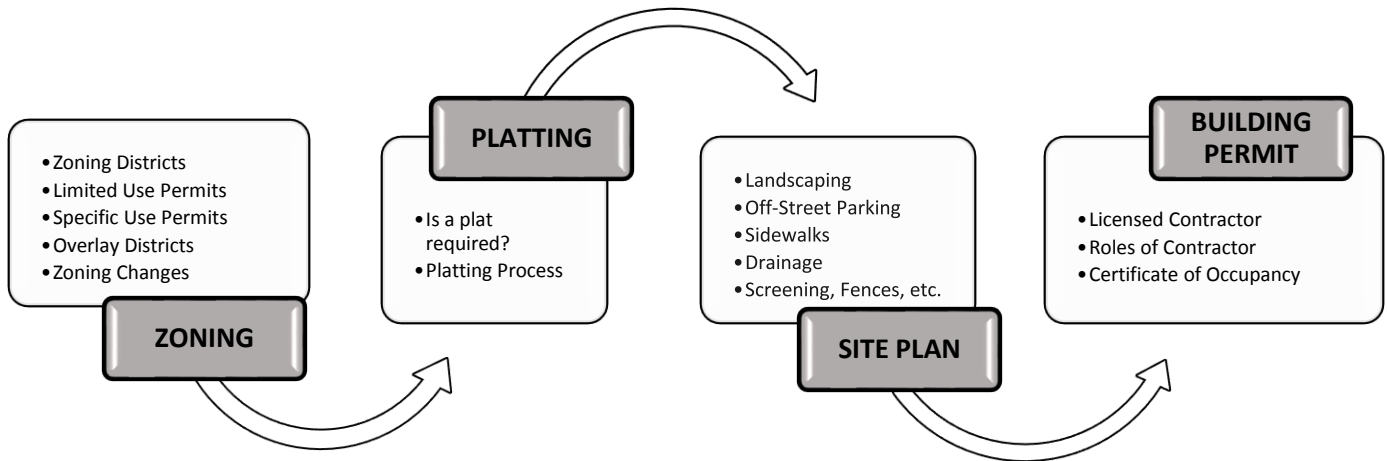 • Zoning Districts
• Limited Use Permits
• Specific Use Permits
• Overlay Districts
• Zoning Changes
ZONING
PLATTING
• Is a plat
required?
• Platting Process
• Landscaping
• Off-Street Parking
• Sidewalks
• Drainage
• Screening, Fences, etc.
SITE PLAN
BUILDING
PERMIT
• Licensed Contractor
• Roles of Contractor
• Certificate of Occupancy